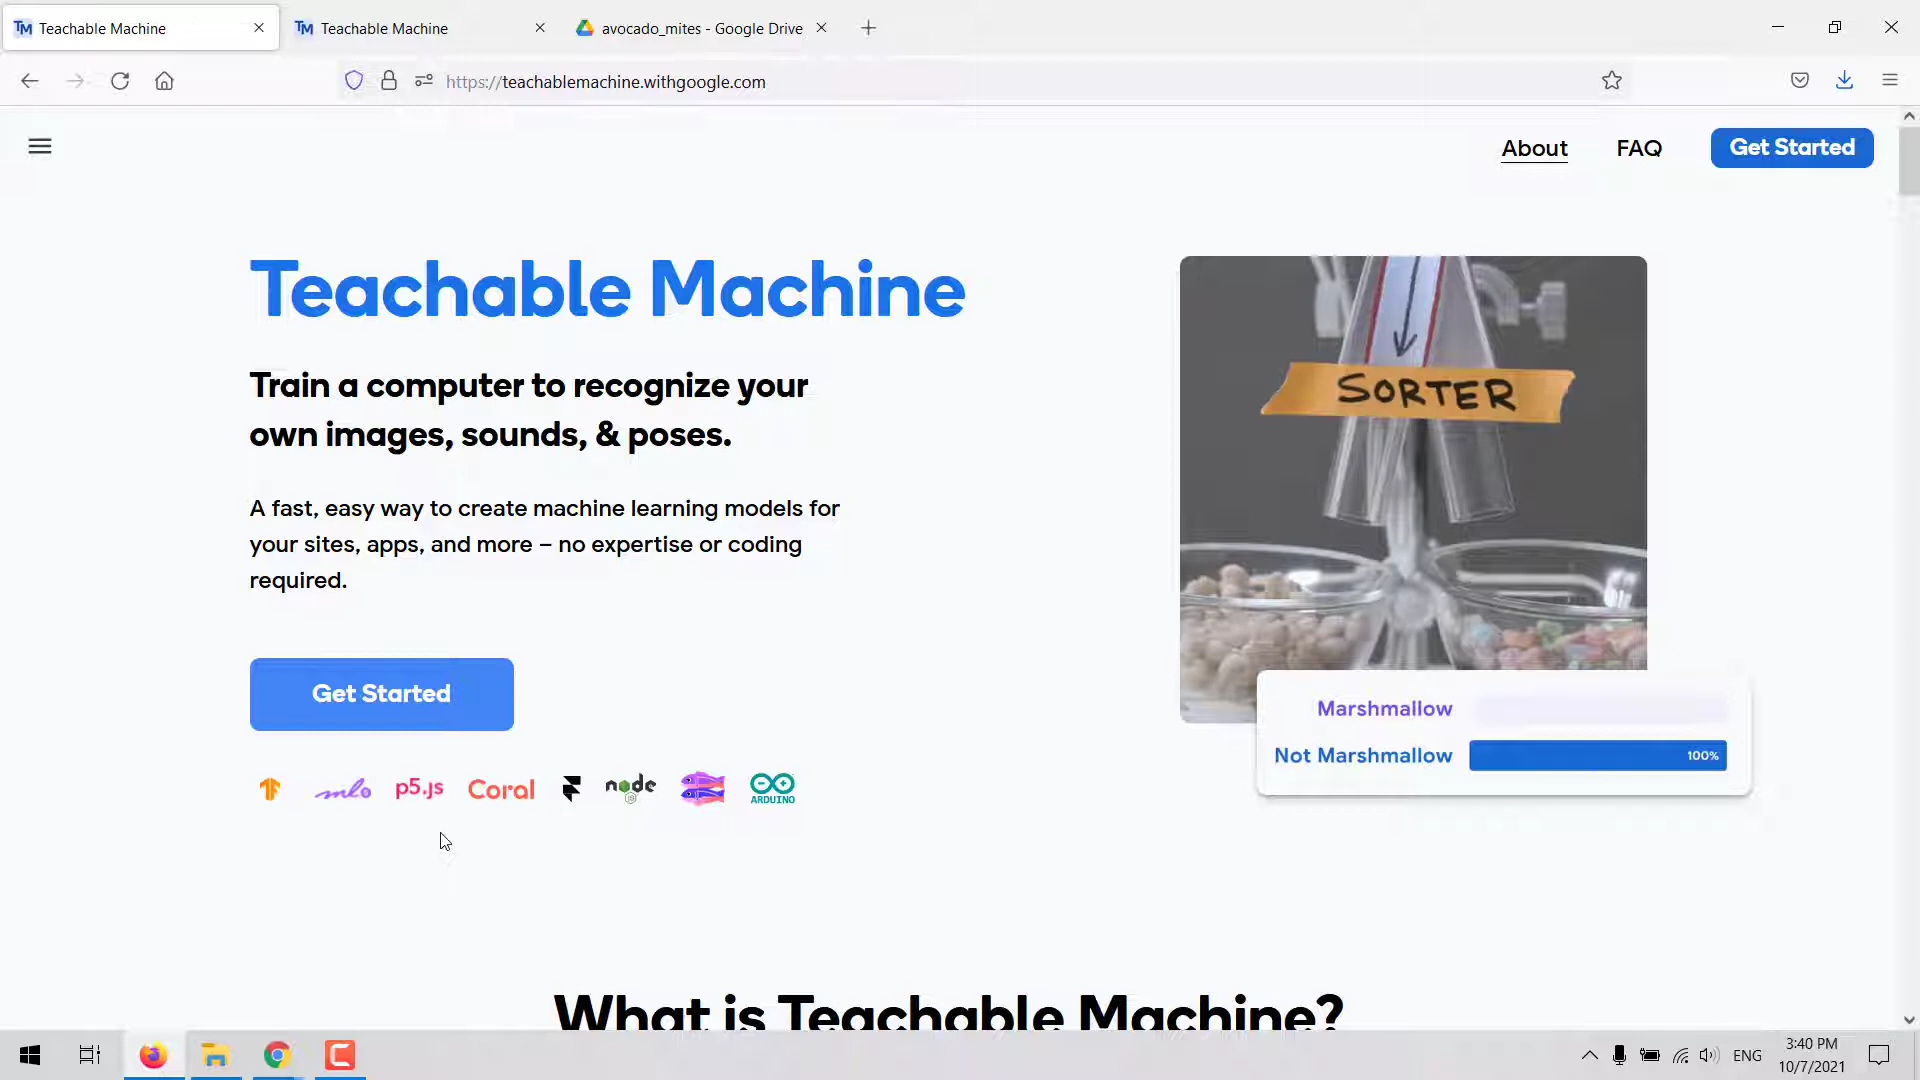 Teachable Machine
Teachable Machine
avocado_mites - Google Drive
https://teachablemachine.withgoogle.com
About
FAQ
Get Started
Teachable Machine
Train a computer to recognize your
own images, sounds, & poses.
A fast, easy way to create machine learning models for
your sites, apps, and more – no expertise or coding
required.
Get Started
p5.js
Coral
node
ARDUINO
SORTER
Marshmallow
Not Marshmallow
100%
What is Teachable Machine?
ENG
3:40 PM
10/7/2021